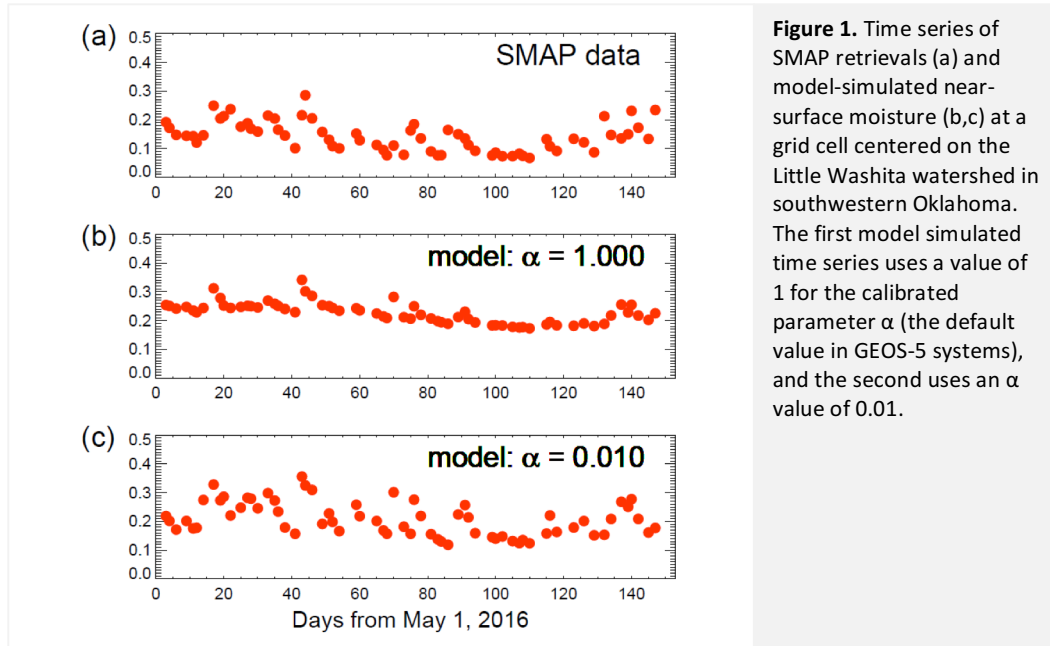 (a)
SMAP data
0.5
0.4
0.3
0.2
0.1
0.0
0 20 40 60 80 100 120 140
(b)
model: α = 1.000
0.5
0.4
0.3
0.2
0.1
0.0
0 20 40 60 80 100 120 140
(c)
model: α = 0.010
0.5
0.4
0.3
0.2
0.1
0.0
0 20 40 60 80 100 120 140
Days from May 1, 2016
Figure 1. Time series of
SMAP retrievals (a) and
model-simulated near-
surface moisture (b,c) at a
grid cell centered on the
Little Washita watershed in
southwestern Oklahoma.
The first model simulated
time series uses a value of
1 for the calibrated
parameter α (the default
value in GEOS-5 systems),
and the second uses an α
value of 0.01.